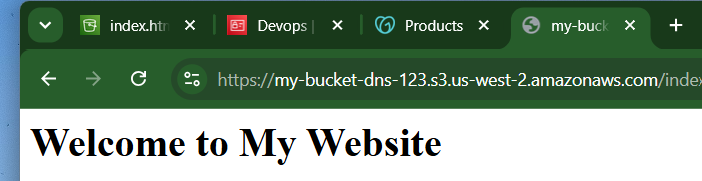 index.htm Devops | Products my-buck
https://my-bucket-dns-123.s3.us-west-2.amazonaws.com/index
Welcome to My Website